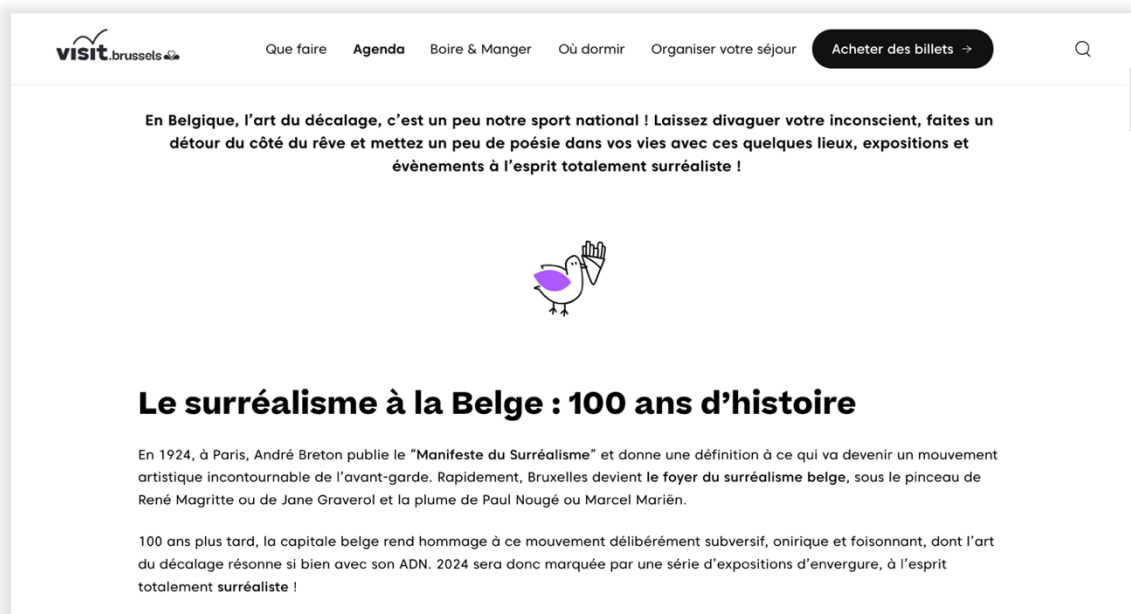 visit.brussels
Que faire
Agenda
Boire & Manger
Où dormir
Organiser votre séjour
Acheter des billets →
En Belgique, l’art du décalage, c’est un peu notre sport national ! Laissez divaguer votre inconscient, faites un
détour du côté du rêve et mettez un peu de poésie dans vos vies avec ces quelques lieux, expositions et
évènements à l’esprit totalement surréaliste !
Le surréalisme à la Belge : 100 ans d’histoire
En 1924, à Paris, André Breton publie le “Manifeste du Surréalisme” et donne une définition à ce qui va devenir un mouvement
artistique incontournable de l’avant-garde. Rapidement, Bruxelles devient le foyer du surréalisme belge, sous le pinceau de
René Magritte ou de Jane Graverol et la plume de Paul Nougé ou Marcel Mariën.
100 ans plus tard, la capitale belge rend hommage à ce mouvement délibérément subversif, onirique et foisonnant, dont l’art
du décalage résonne si bien avec son ADN. 2024 sera donc marquée par une série d’expositions d’envergure, à l’esprit
totalement surréaliste !